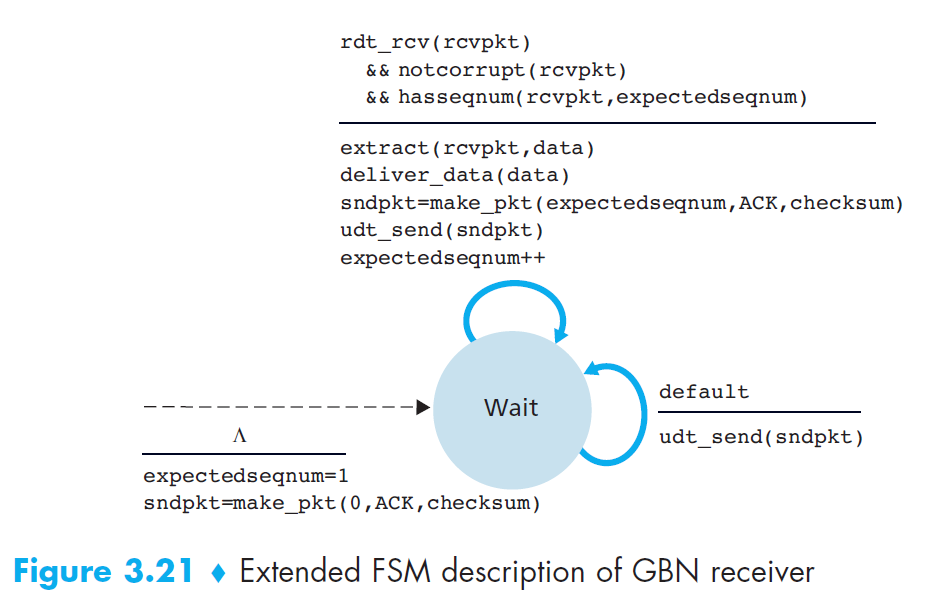 rdt_rcv(rcvpkt)
&& notcorrupt(rcvpkt)
&& hasseqnum(rcvpkt,expectedseqnum)
extract(rcvpkt,data)
deliver_data(data)
sndpkt=make_pkt(expectedseqnum,ACK,checksum)
udt_send(sndpkt)
expectedseqnum++
Wait
default
udt_send(sndpkt)
Λ
expectedseqnum=1
sndpkt=make_pkt(0,ACK,checksum)
Figure 3.21 ♦ Extended FSM description of GBN receiver